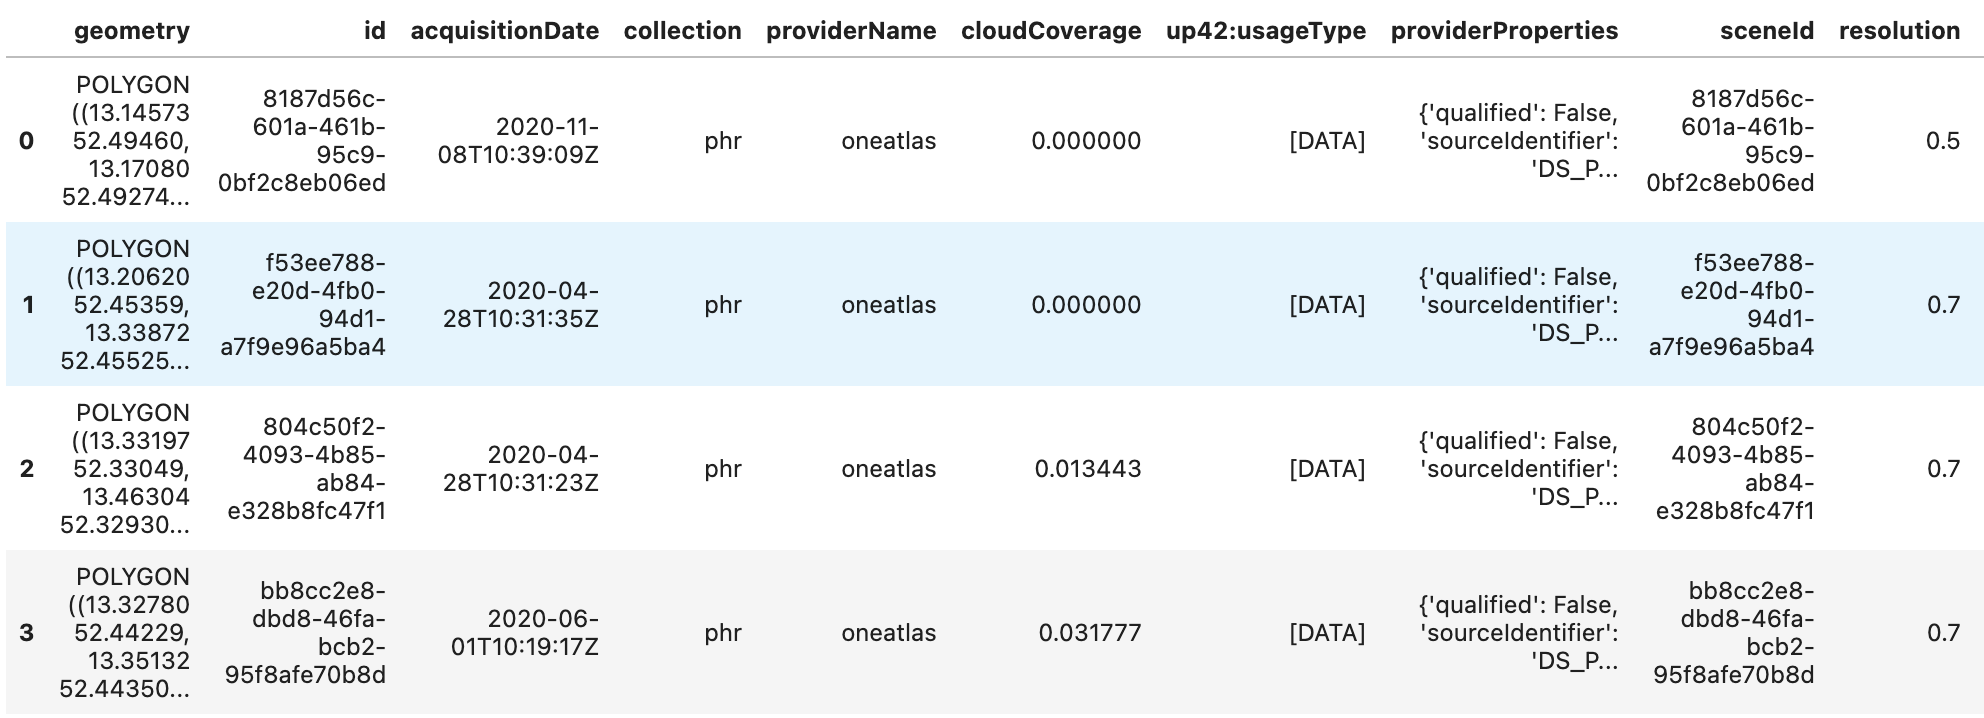 geometry id acquisitionDate collection providerName cloudCoverage up42:usageType providerProperties sceneId resolution
0
POLYGON
((13.14573
52.49460,
13.17080
52.49274...
8187d56c-
601a-461b-
95c9-
0bf2c8eb06ed
2020-11-
08T10:39:09Z
phr
oneatlas
0.000000
[DATA]
{'qualified': False,
'sourceIdentifier':
'DS_P...
8187d56c-
601a-461b-
95c9-
0bf2c8eb06ed
0.5
1
POLYGON
((13.20620
52.45359,
13.33872
52.45525...
f53ee788-
e20d-4fb0-
94d1-
a7f9e96a5ba4
2020-04-
28T10:31:35Z
phr
oneatlas
0.000000
[DATA]
{'qualified': False,
'sourceIdentifier':
'DS_P...
f53ee788-
e20d-4fb0-
94d1-
a7f9e96a5ba4
0.7
2
POLYGON
((13.33197
52.33049,
13.46304
52.32930...
804c50f2-
4093-4b85-
ab84-
e328b8fc47f1
2020-04-
28T10:31:23Z
phr
oneatlas
0.013443
[DATA]
{'qualified': False,
'sourceIdentifier':
'DS_P...
804c50f2-
4093-4b85-
ab84-
e328b8fc47f1
0.7
3
POLYGON
((13.32780
52.44229,
13.35132
52.44350...
bb8cc2e8-
dbd8-46fa-
bcb2-
95f8afe70b8d
2020-06-
01T10:19:17Z
phr
oneatlas
0.031777
[DATA]
{'qualified': False,
'sourceIdentifier':
'DS_P...
bb8cc2e8-
dbd8-46fa-
bcb2-
95f8afe70b8d
0.7